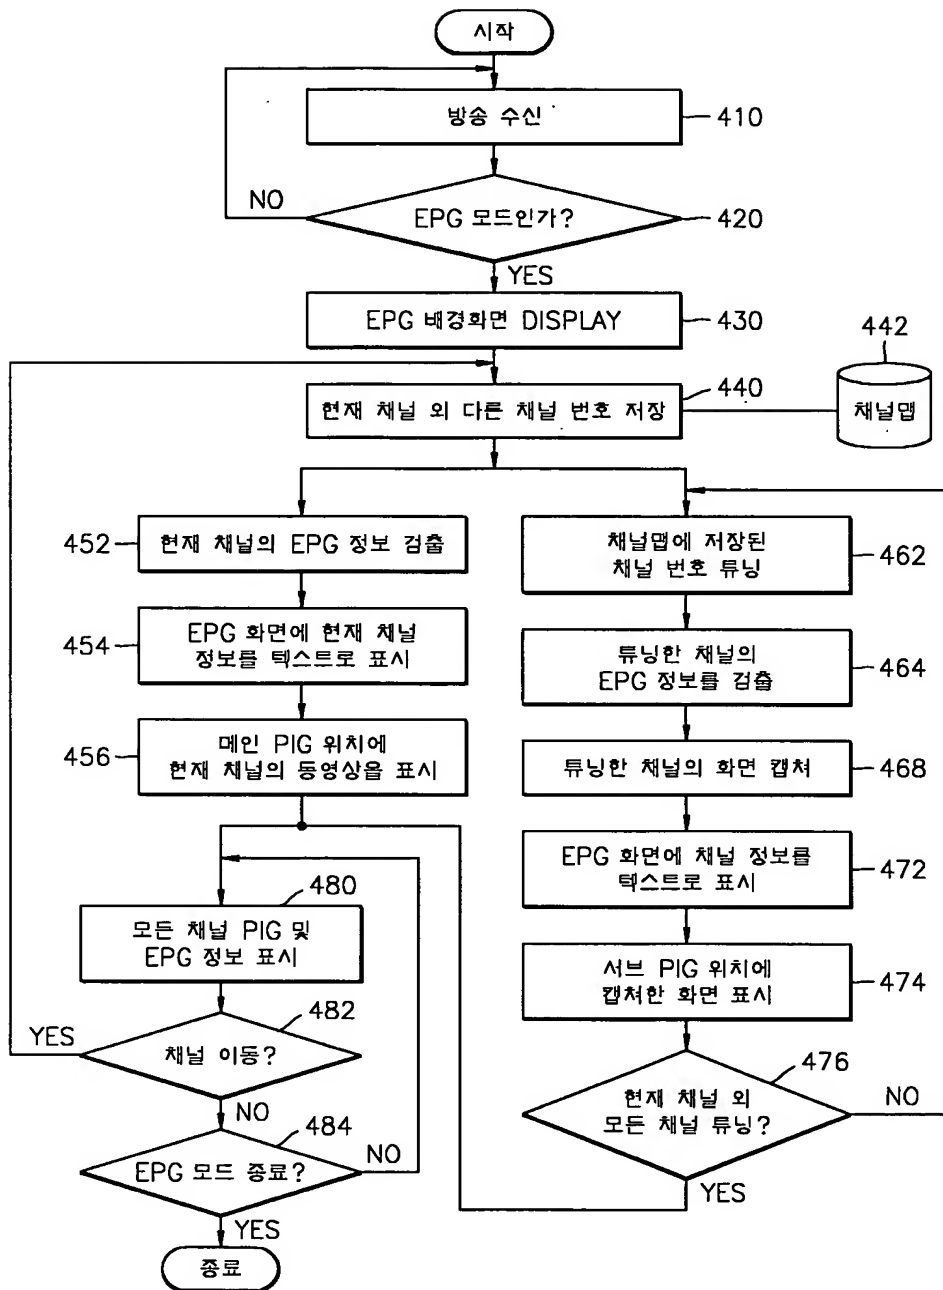 시작
방송 수신
410
NO
EPG 모드인가?
420
YES
EPG 배경화면 DISPLAY
430
442
440
현재 채널 외 다른 채널 번호 저장
채널맵
452
현재 채널의 EPG 정보 검출
채널맵에 저장된
채널 번호 튜닝
462
454
EPG 화면에 현재 채널
정보를 텍스트로 표시
튜닝한 채널의
EPG 정보를 검출
464
456
메인 PIG 위치에
현재 채널의 동영상을 표시
튜닝한 채널의 화면 캡쳐
468
EPG 화면에 채널 정보를
텍스트로 표시
472
480
모든 채널 PIG 및
EPG 정보 표시
서브 PIG 위치에
캡쳐한 화면 표시
474
482
YES
채널 이동?
476
현재 채널 외
모든 채널 튜닝?
NO
NO
484
EPG 모드 종료?
NO
YES
YES
종료